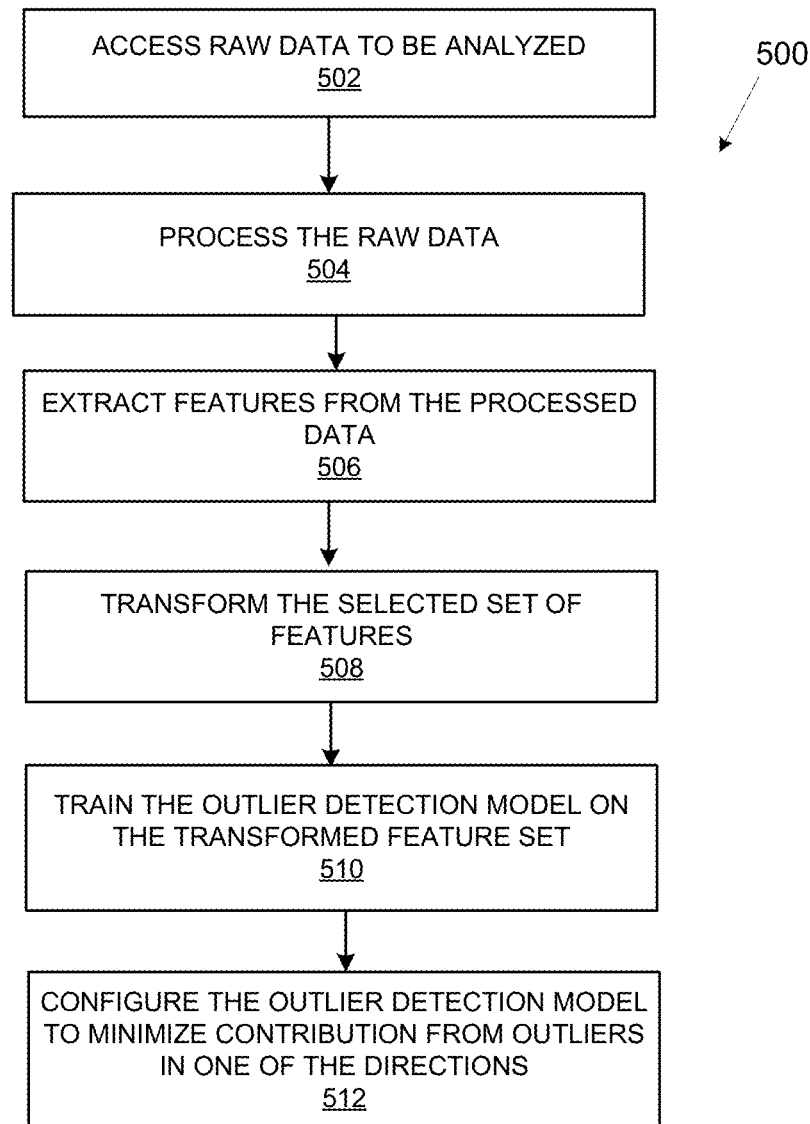 ACCESS RAW DATA TO BE ANALYZED
502
500
PROCESS THE RAW DATA
504
EXTRACT FEATURES FROM THE PROCESSED
DATA
506
TRANSFORM THE SELECTED SET OF
FEATURES
508
TRAIN THE OUTLIER DETECTION MODEL ON
THE TRANSFORMED FEATURE SET
510
CONFIGURE THE OUTLIER DETECTION MODEL
TO MINIMIZE CONTRIBUTION FROM OUTLIERS
IN ONE OF THE DIRECTIONS
512